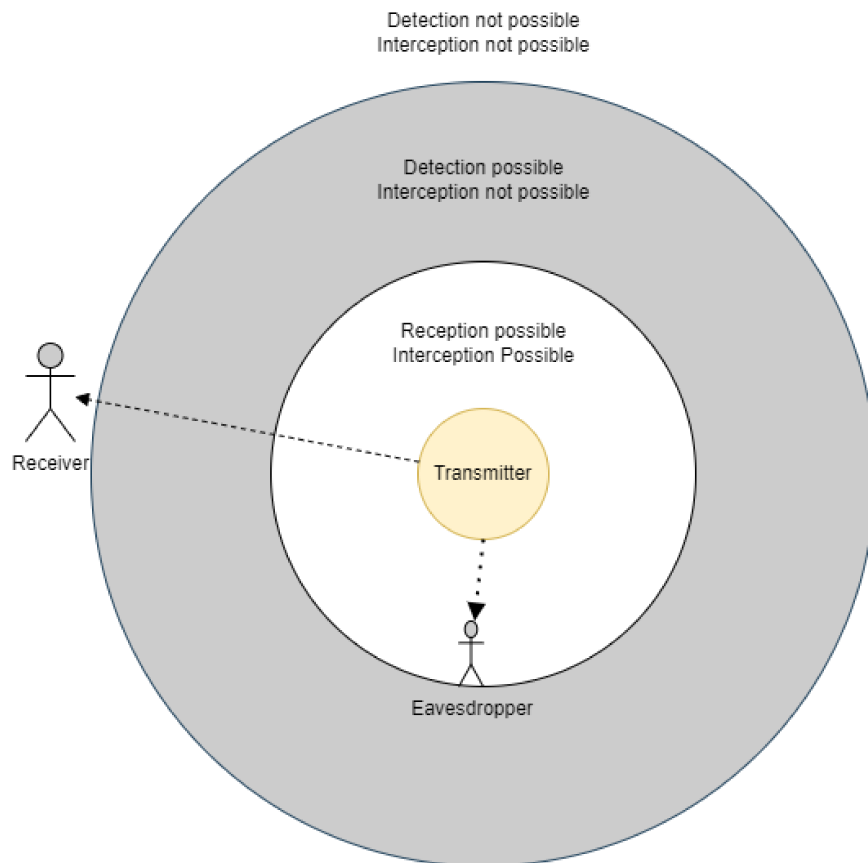 Detection not possible
Interception not possible
Detection possible
Interception not possible
Reception possible
Interception Possible
Transmitter
Receiver
Eavesdropper